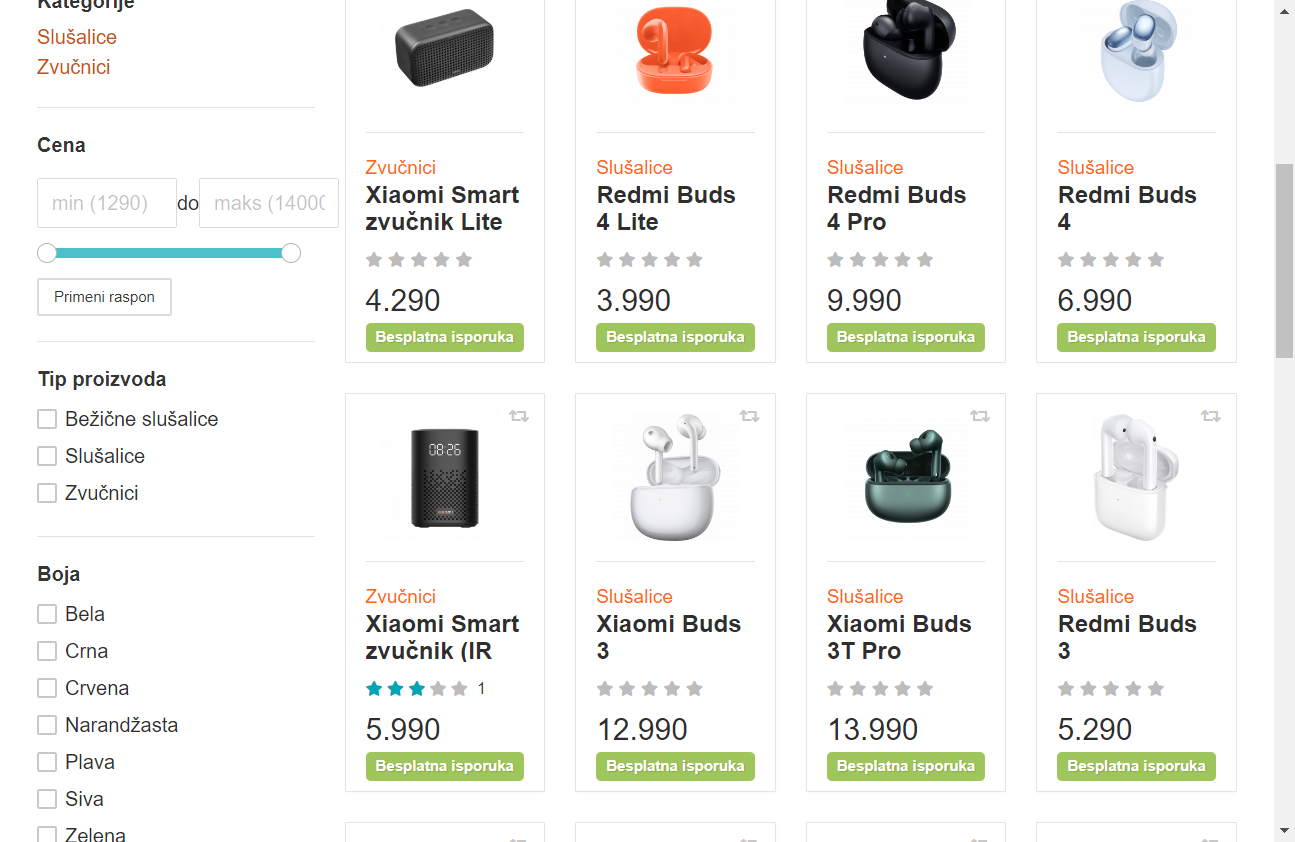 Kategorije
Slušalice
Zvučnici
Cena
min (1290) do maks (14000
Primeni raspon
Tip proizvoda
Bežične slušalice
Slušalice
Zvučnici
Boja
Bela
Crna
Crvena
Narandžasta
Plava
Siva
Zelena
Zvučnici
Xiaomi Smart
zvučnik Lite
4.290
Besplatna isporuka
Slušalice
Redmi Buds
4 Lite
3.990
Besplatna isporuka
Slušalice
Redmi Buds
4 Pro
9.990
Besplatna isporuka
Slušalice
Redmi Buds
4
6.990
Besplatna isporuka
08:26
Zvučnici
Xiaomi Smart
zvučnik (IR
1
5.990
Besplatna isporuka
Slušalice
Xiaomi Buds
3
12.990
Besplatna isporuka
Slušalice
Xiaomi Buds
3T Pro
13.990
Besplatna isporuka
Slušalice
Redmi Buds
3
5.290
Besplatna isporuka